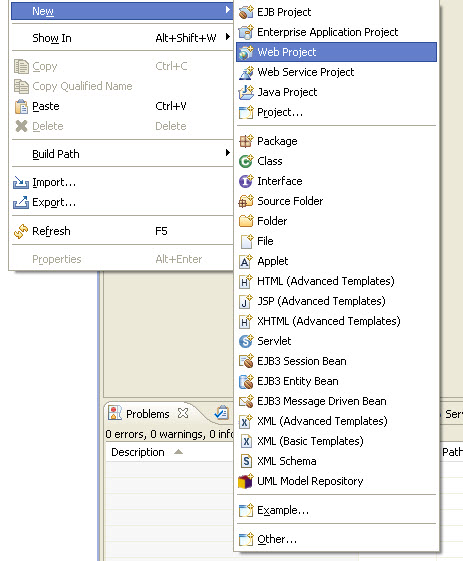 New
Show In Alt+Shift+W
Copy Ctrl+C
Copy Qualified Name
Paste Ctrl+V
Delete Delete
Build Path
Import...
Export...
Refresh F5
Properties Alt+Enter
EJB Project
Enterprise Application Project
Web Project
Web Service Project
Java Project
Project...
Package
Class
Interface
Source Folder
Folder
File
Applet
HTML (Advanced Templates)
JSP (Advanced Templates)
XHTML (Advanced Templates)
Servlet
EJB3 Session Bean
EJB3 Entity Bean
EJB3 Message Driven Bean
XML (Advanced Templates)
XML (Basic Templates)
XML Schema
UML Model Repository
Example...
Other...
Problems
Ser
0 errors, 0 warnings, 0 info
Description
Path